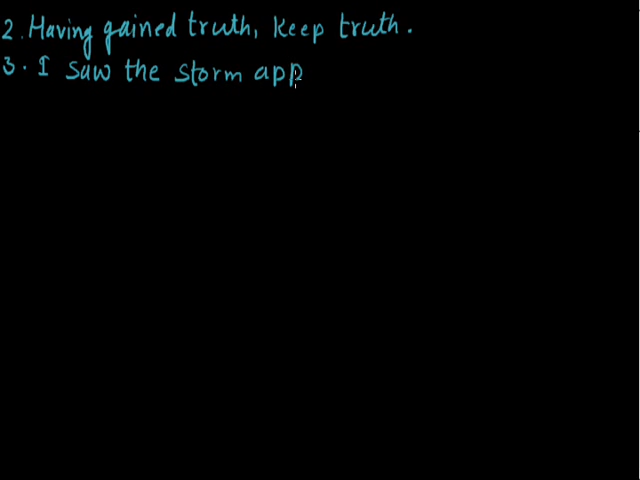 2. Having gained truth, keep truth.
3. I saw the storm app